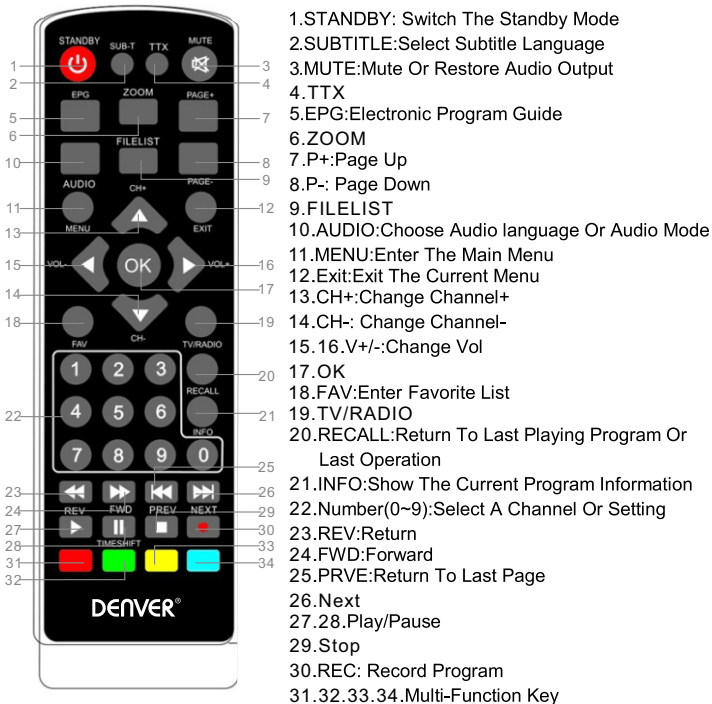 STANDBY
SUB-T
TTX
MUTE
1
2
4
3
EPG
ZOOM
PAGE+
5
6
7
FILELIST
10
8
9
AUDIO
CH+
PAGE-
11
12
MENU
EXIT
13
VOL-
OK
VOL+
15
16
17
14
18
19
FAV
CH-
TV/RADIO
1 2 3
20
RECALL
4 5 6
22
21
INFO
7 8 9 0
25
23
26
REV FWD PREV NEXT
24
29
27
30
TIMESHIFT
28
33
31
34
32
DENVER®
1.STANDBY: Switch The Standby Mode
2.SUBTITLE:Select Subtitle Language
3.MUTE:Mute Or Restore Audio Output
4.TTX
5.EPG:Electronic Program Guide
6.ZOOM
7.P+:Page Up
8.P-: Page Down
9.FILELIST
10.AUDIO:Choose Audio language Or Audio Mode
11.MENU:Enter The Main Menu
12.Exit:Exit The Current Menu
13.CH+:Change Channel+
14.CH-: Change Channel-
15.16.V+/-:Change Vol
17.OK
18.FAV:Enter Favorite List
19.TV/RADIO
20.RECALL:Return To Last Playing Program Or
Last Operation
21.INFO:Show The Current Program Information
22.Number(0~9):Select A Channel Or Setting
23.REV:Return
24.FWD:Forward
25.PRVE:Return To Last Page
26.Next
27.28.Play/Pause
29.Stop
30.REC: Record Program
31.32.33.34.Multi-Function Key